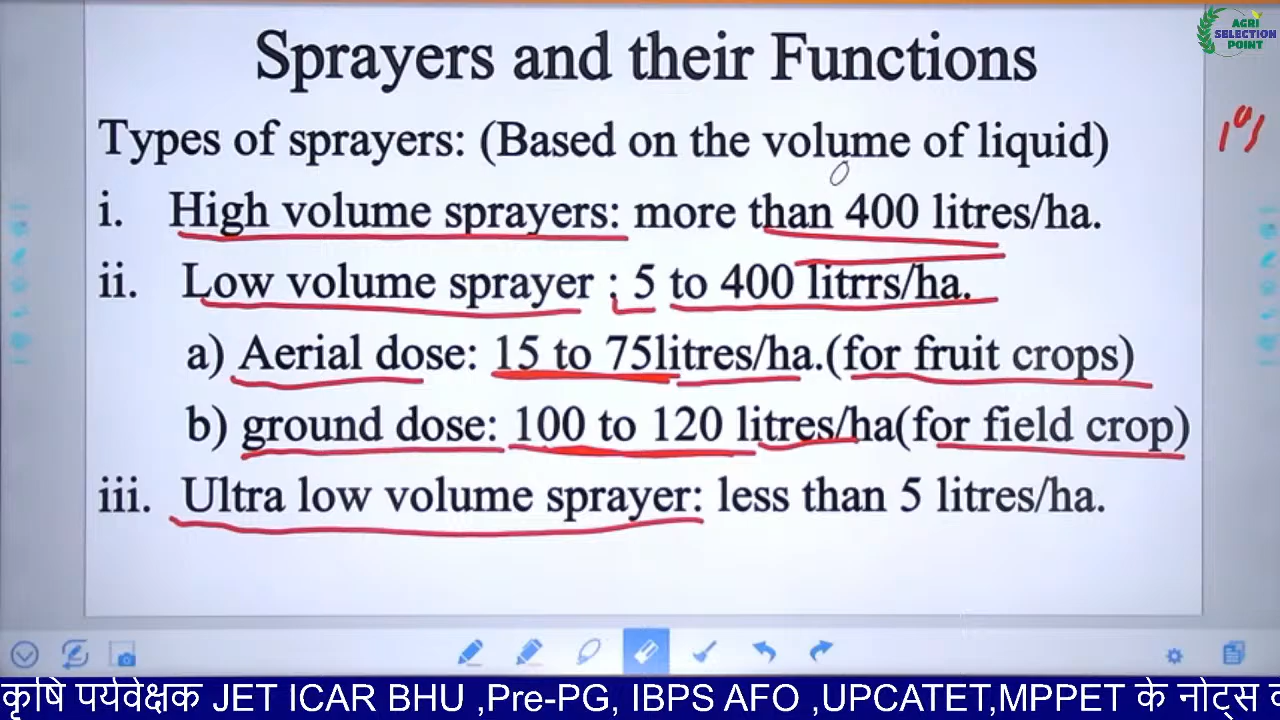 AGRI
SELECTION
POINT
Sprayers and their Functions
Types of sprayers: (Based on the volume of liquid)
i. High volume sprayers: more than 400 litres/ha.
ii. Low volume sprayer : 5 to 400 litrrs/ha.
a) Aerial dose: 15 to 75litres/ha.(for fruit crops)
b) ground dose: 100 to 120 litres/ha(for field crop)
iii. Ultra low volume sprayer: less than 5 litres/ha.
कृषि पर्यवेक्षक JET ICAR BHU ,Pre-PG, IBPS AFO ,UPCATET,MPPET के नोट्स